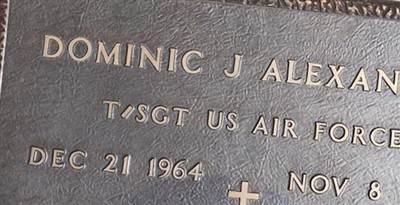 DOMINIC J ALEXAN
T/SGT US AIR FORCE
DEC 21 1964 NOV 8